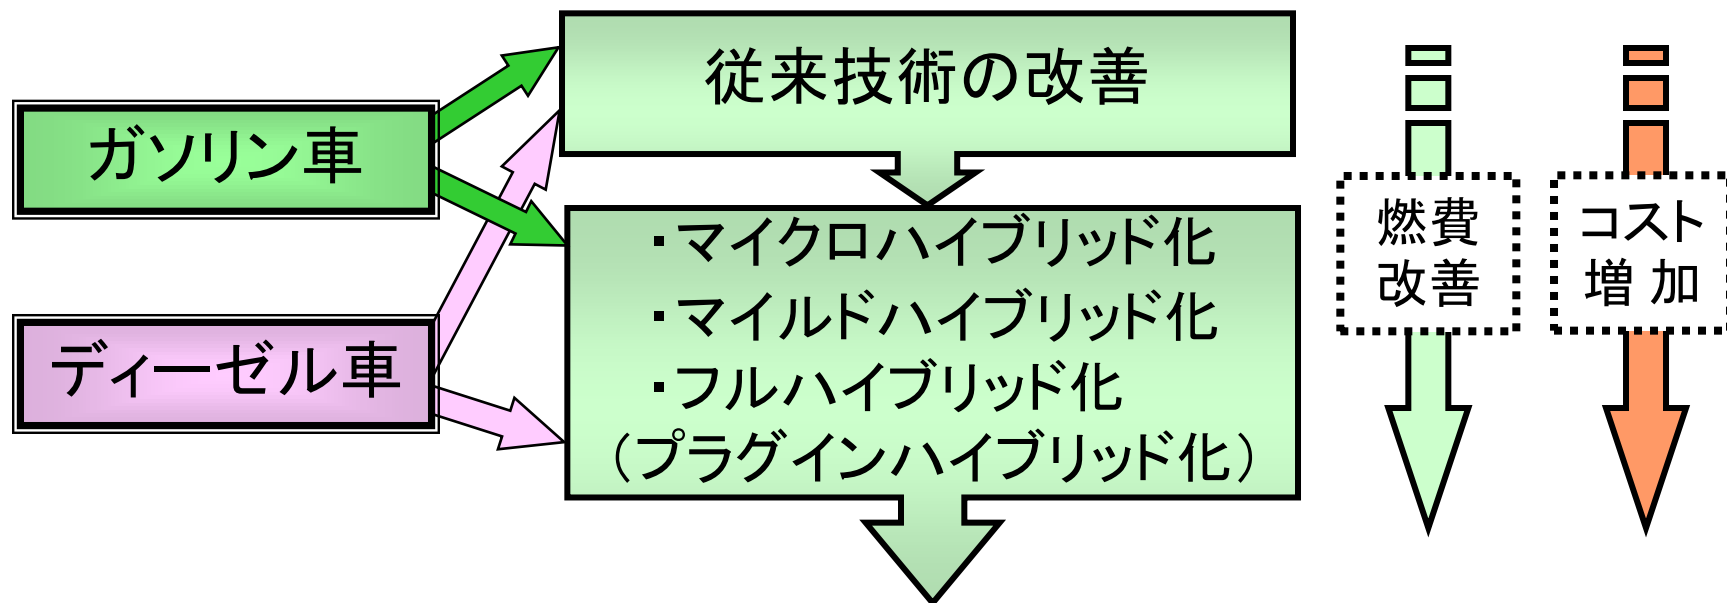 従来技術の改善
ガソリン車
ディーゼル車
・マイクロハイブリッド化
・マイルドハイブリッド化
・フルハイブリッド化
（プラグインハイブリッド化）
燃費
改善
コスト
増 加